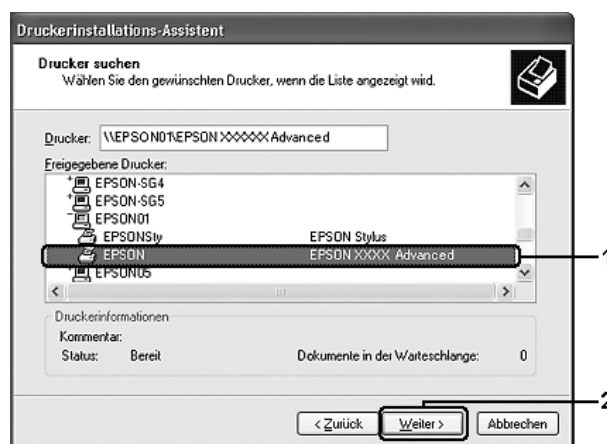 Druckerinstallations-Assistent
Drucker suchen
Wählen Sie den gewünschten Drucker, wenn die Liste angezeigt wird.
Drucker: \\EPSON01\EPSON XXXXXX Advanced
Freigegebene Drucker:
EPSON-SG4
EPSON-SG5
EPSON01
EPSONSty EPSON Stylus
EPSON EPSON XXXX Advanced
1
EPSON05
Druckerinformationen
Kommentar:
Status: Bereit Dokumente in der Warteschlange: 0
2
< Zurück Weiter > Abbrechen